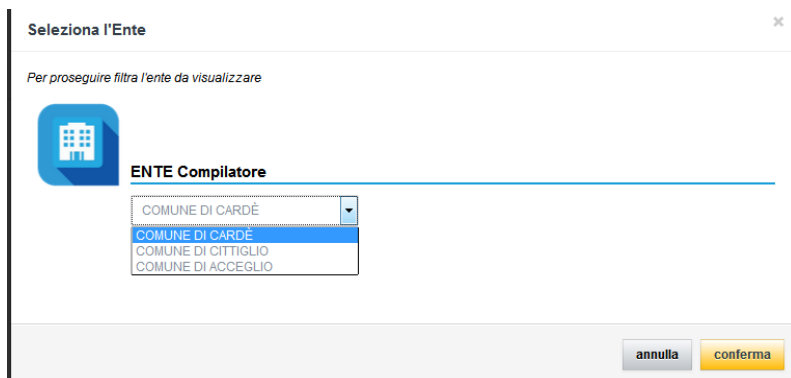 Seleziona l'Ente
×
Per proseguire filtra l'ente da visualizzare
ENTE Compilatore
COMUNE DI CARDÈ
COMUNE DI CARDÈ
COMUNE DI CITTIGLIO
COMUNE DI ACCEGLIO
annulla conferma